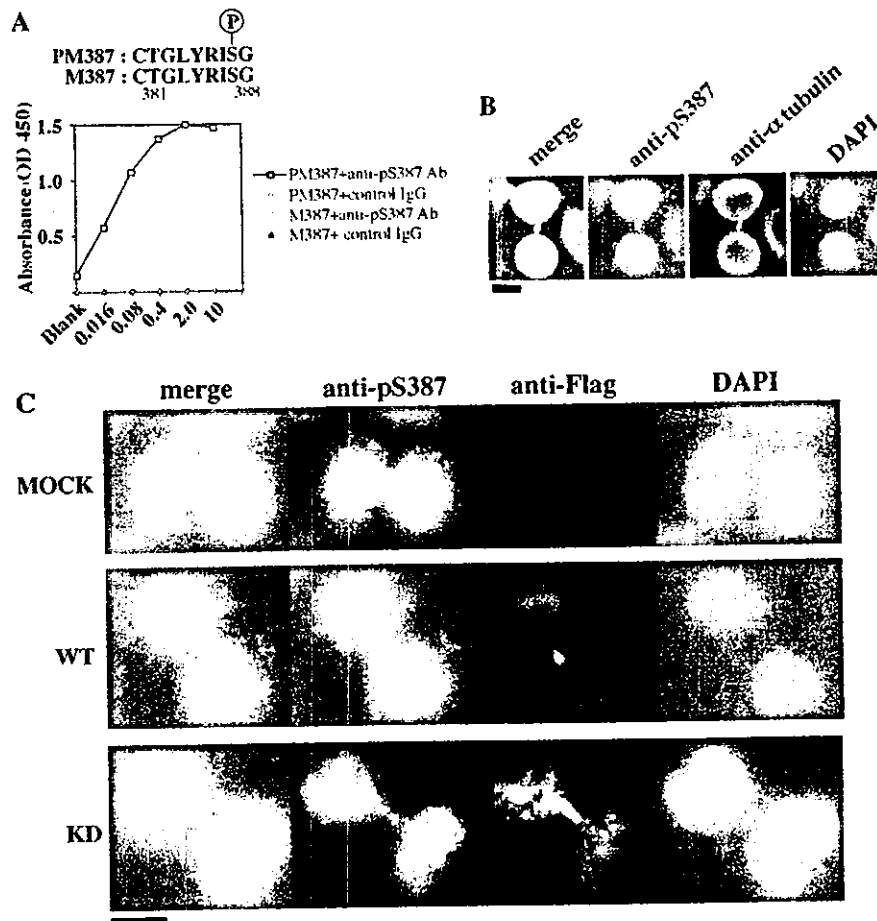 A
P
PM387 : CTGLYRISG
M387 : CTGLYRISG
381 388
Absorbance (OD 450)
1.5
1.0
0.5
Blank 0.016 0.08 0.4 2.0 10
PM387+anti-pS387 Ab
PM387+control IgG
M387+anti-pS387 Ab
M387+ control IgG
B
merge anti-pS387 anti-α tubulin DAPI
C
merge anti-pS387 anti-Flag DAPI
MOCK
WT
KD